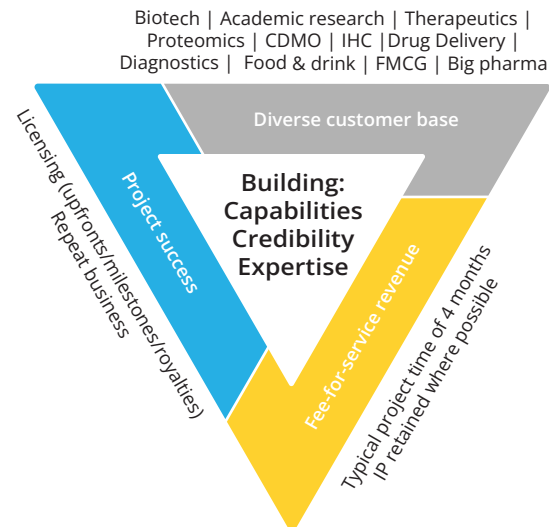 Biotech | Academic research | Therapeutics |
Proteomics | CDMO | IHC |Drug Delivery |
Diagnostics | Food & drink | FMCG | Big pharma
Diverse customer base
Project success
Licensing (upfronts/milestones/royalties)
Repeat business
Building:
Capabilities
Credibility
Expertise
Fee-for-service revenue
Typical project time of 4 months
IP retained where possible